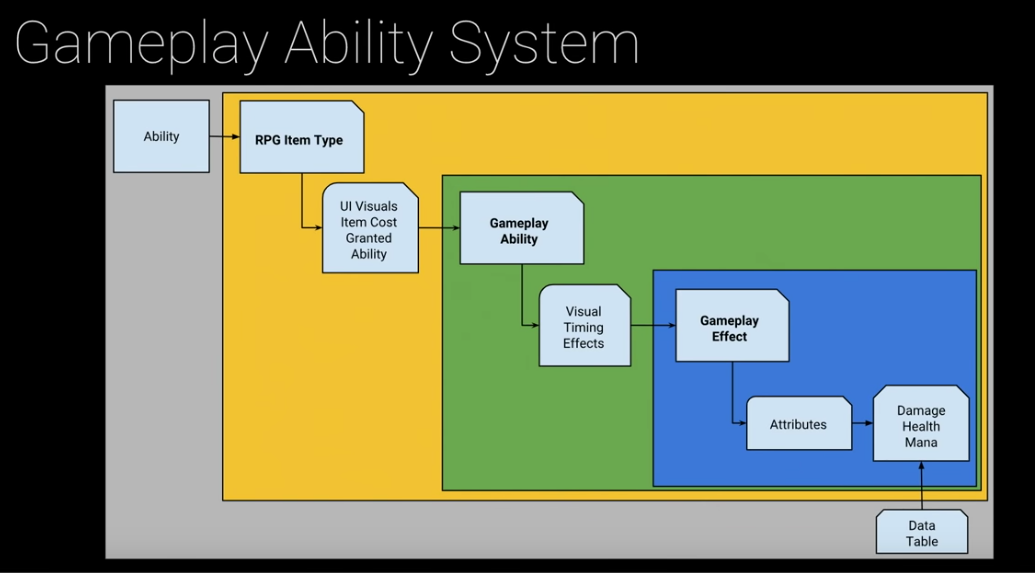 Gameplay Ability System
Ability
RPG Item Type
UI Visuals
Item Cost
Granted
Ability
Gameplay
Ability
Visual
Timing
Effects
Gameplay
Effect
Attributes
Damage
Health
Mana
Data
Table